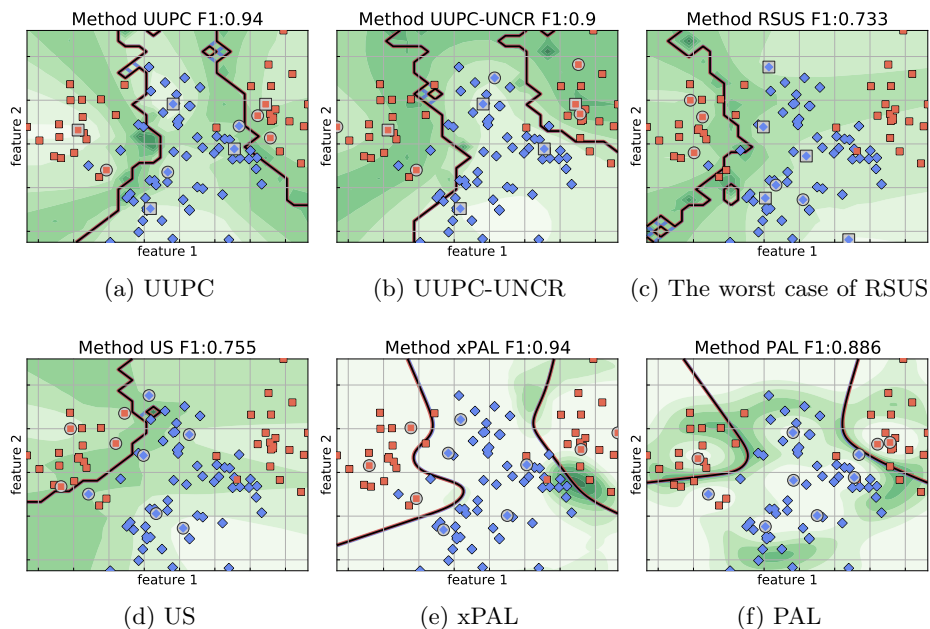 Method UUPC F1:0.94
feature 2
feature 1
(a) UUPC
Method UUPC-UNCR F1:0.9
feature 2
feature 1
(b) UUPC-UNCR
Method RSUS F1:0.733
feature 2
feature 1
(c) The worst case of RSUS
Method US F1:0.755
feature 2
feature 1
(d) US
Method xPAL F1:0.94
feature 2
feature 1
(e) xPAL
Method PAL F1:0.886
feature 2
feature 1
(f) PAL